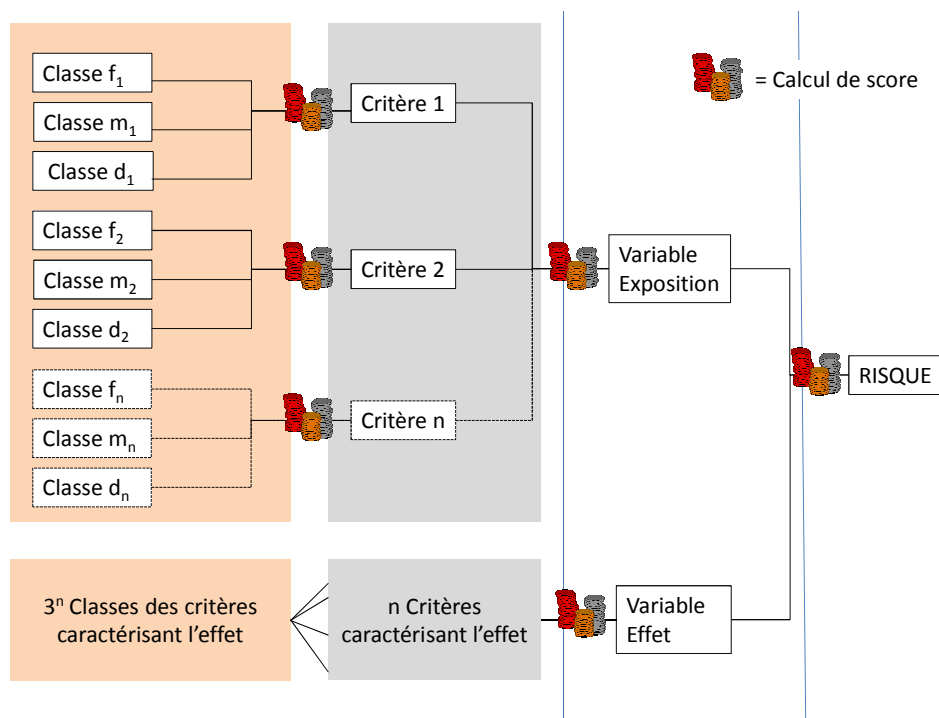 Classe f₁
Classe m₁
Classe d₁
Critère 1
= Calcul de score
Classe f₂
Classe m₂
Classe d₂
Critère 2
Variable
Exposition
Classe fₙ
Classe mₙ
Classe dₙ
Critère n
RISQUE
3ⁿ Classes des critères
caractérisant l’effet
n Critères
caractérisant l’effet
Variable
Effet